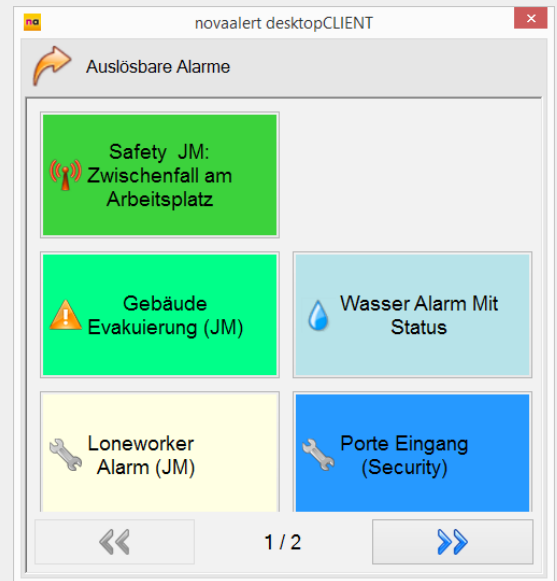 na
novaalert desktopCLIENT
Auslösbare Alarme
Safety JM:
Zwischenfall am
Arbeitsplatz
Gebäude
Evakuierung (JM)
Wasser Alarm Mit
Status
Loneworker
Alarm (JM)
Porte Eingang
(Security)
1 / 2